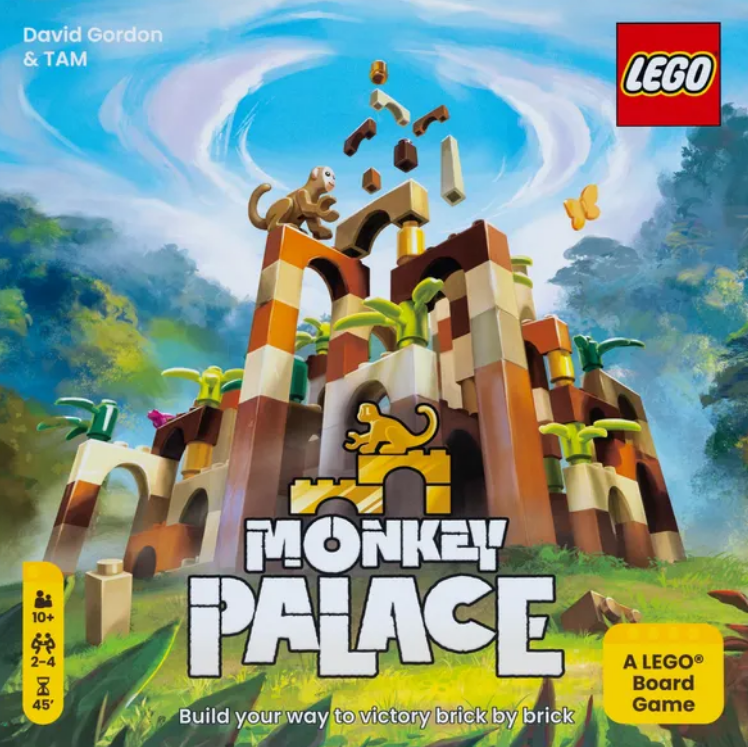 David Gordon
& TAM
LEGO
MONKEY
PALACE
10+
2-4
45'
A LEGO®
Board
Game
Build your way to victory brick by brick